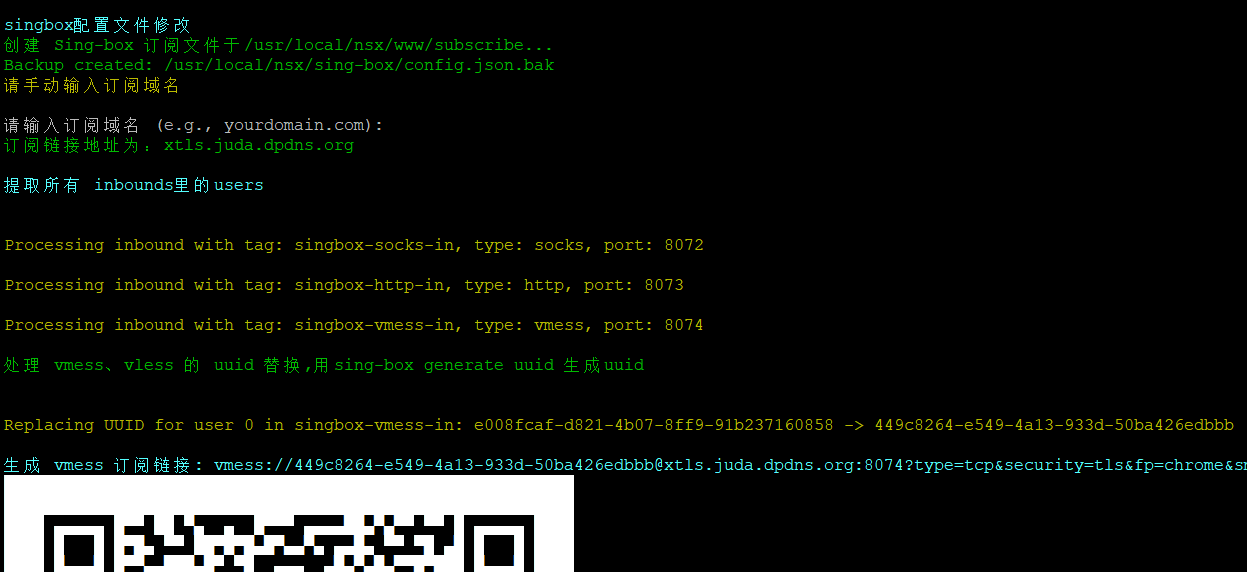 singbox配置文件修改
创建 Sing-box 订阅文件于/usr/local/nsx/www/subscribe...
Backup created: /usr/local/nsx/sing-box/config.json.bak
请手动输入订阅域名
请输入订阅域名 (e.g., yourdomain.com):
订阅链接地址为：xtls.juda.dpdns.org
提取所有 inbounds里的users
Processing inbound with tag: singbox-socks-in, type: socks, port: 8072
Processing inbound with tag: singbox-http-in, type: http, port: 8073
Processing inbound with tag: singbox-vmess-in, type: vmess, port: 8074
处理 vmess、vless 的 uuid 替换,用sing-box generate uuid 生成uuid
Replacing UUID for user 0 in singbox-vmess-in: e008fcaf-d821-4b07-8ff9-91b237160858 -> 449c8264-e549-4a13-933d-50ba426edbbb
生成 vmess 订阅链接: vmess://449c8264-e549-4a13-933d-50ba426edbbb@xtls.juda.dpdns.org:8074?type=tcp&security=tls&fp=chrome&